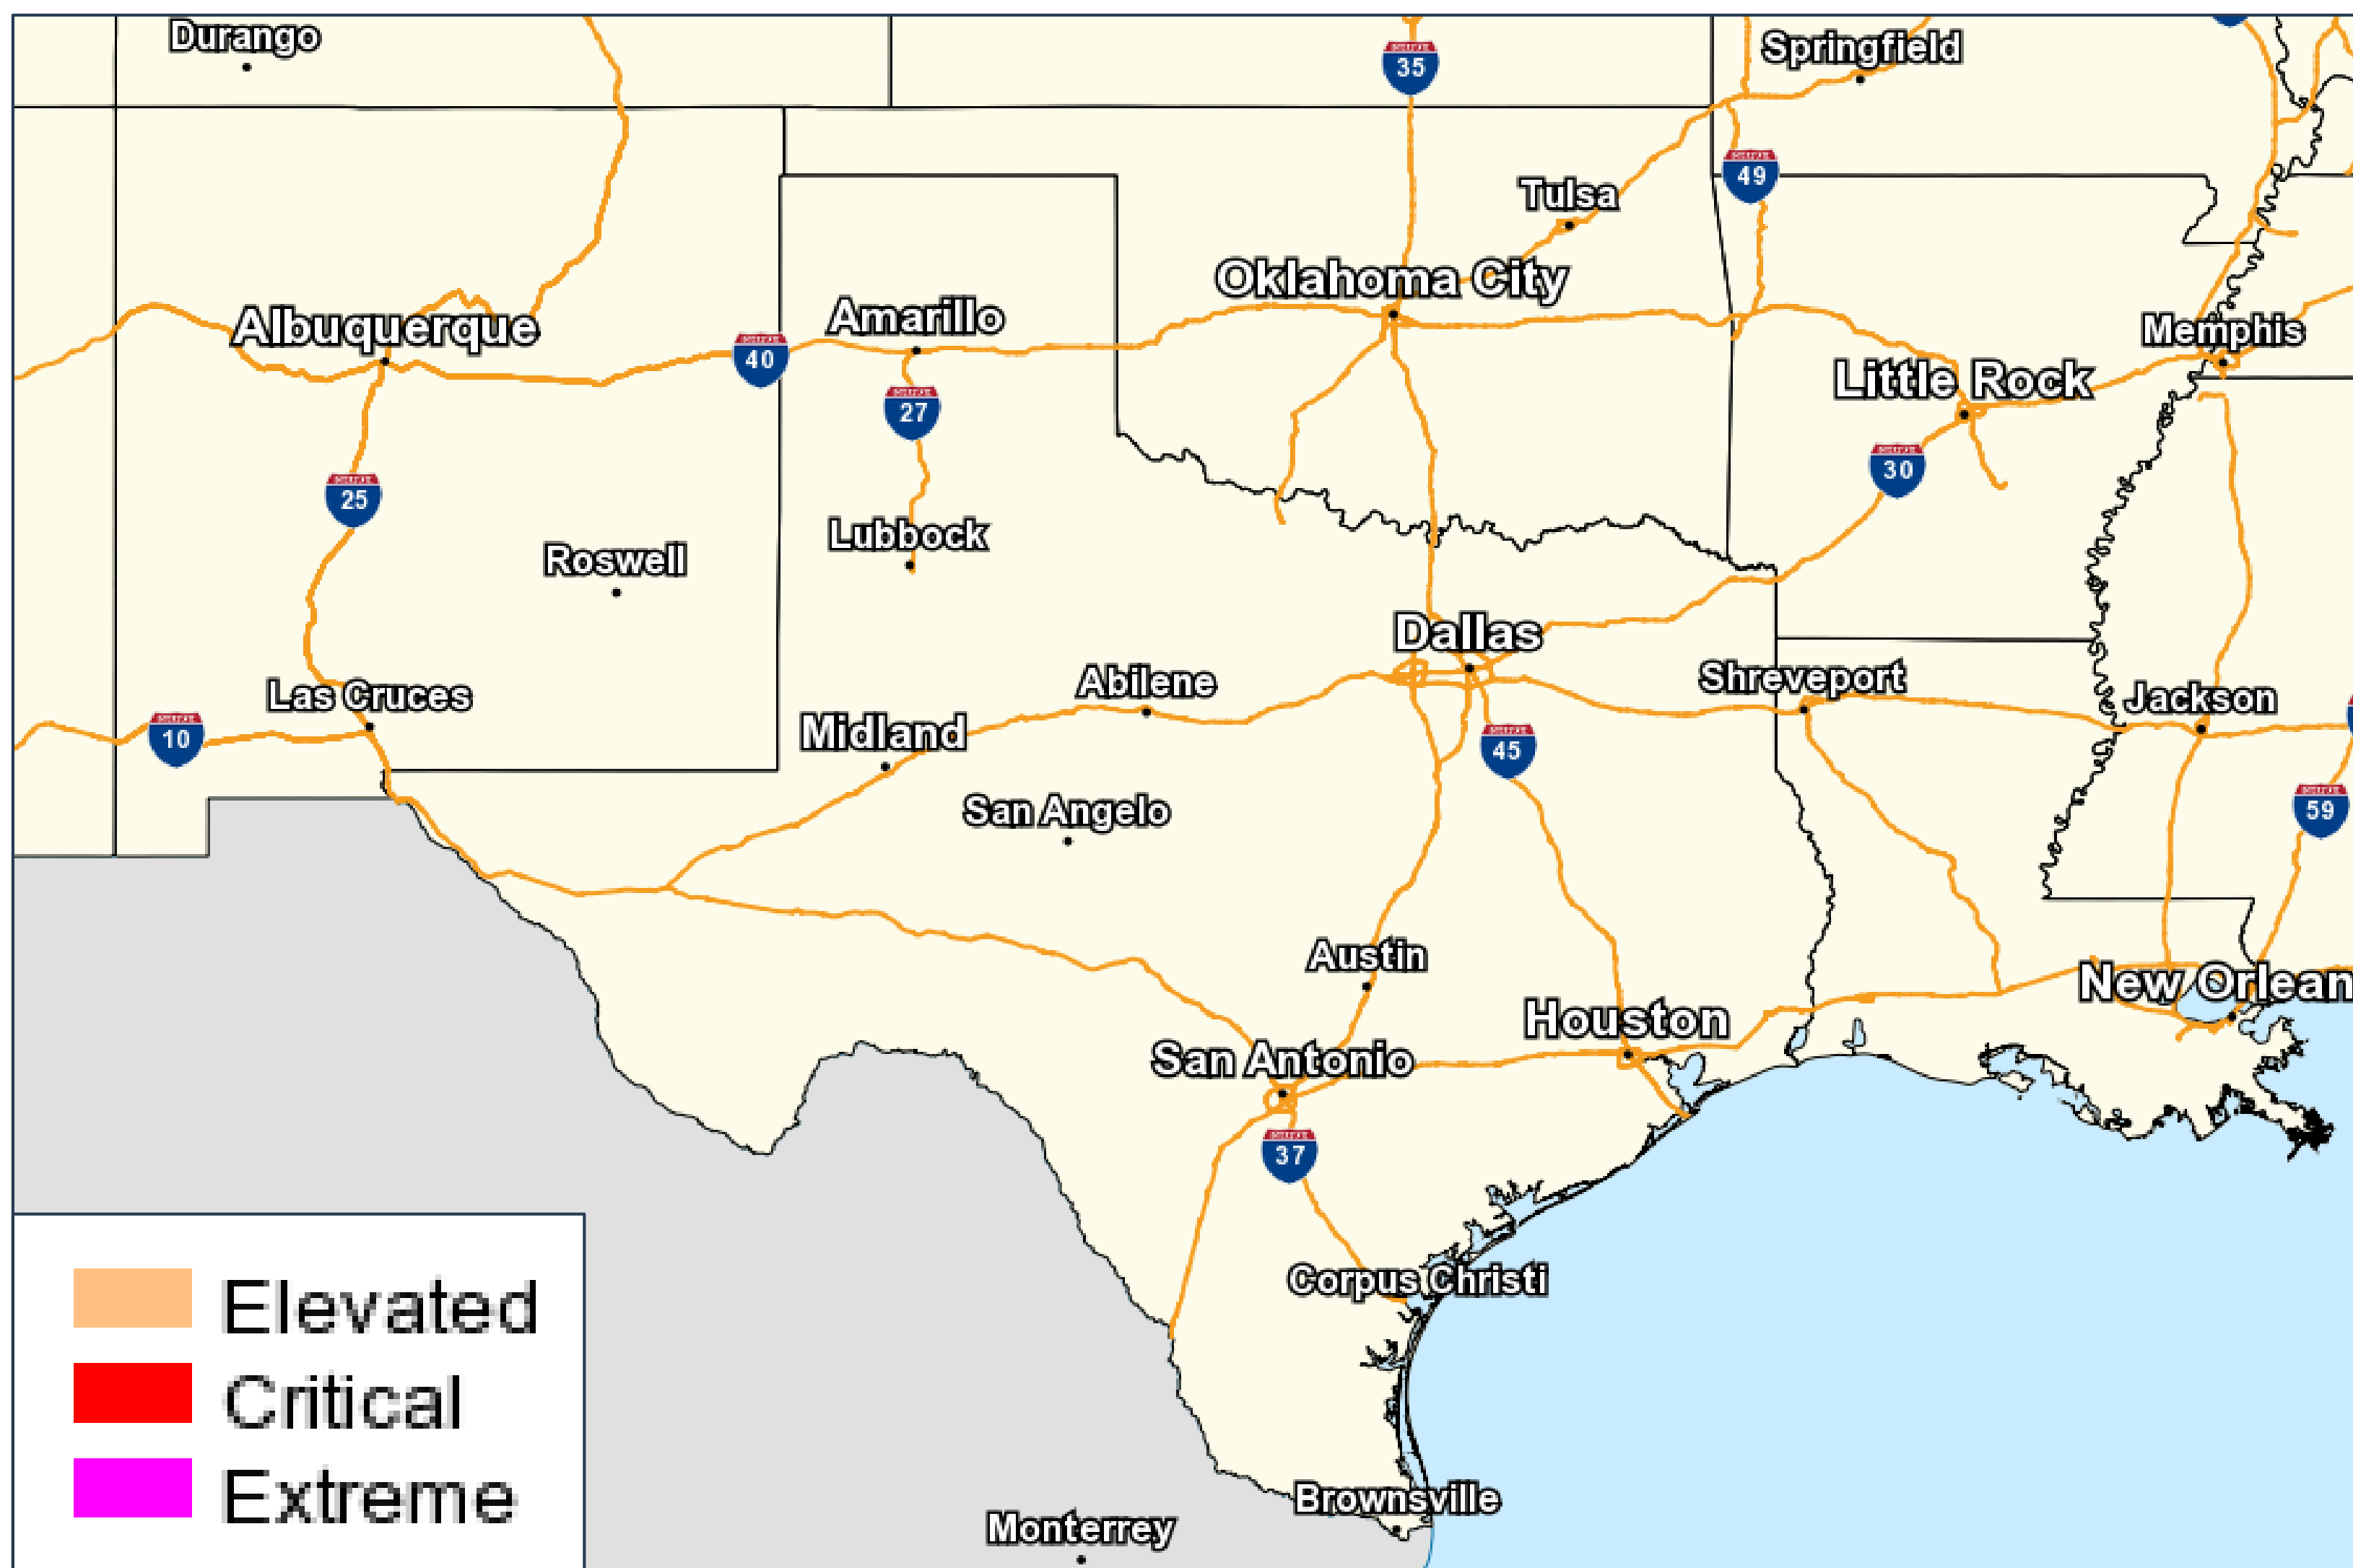 Durango
Springfield
35
49
Tulsa
Oklahoma City
Albuquerque
Amarillo
Memphis
40
Little Rock
27
30
25
Lubbock
Roswell
Dallas
Shreveport
Abilene
Las Cruces
Jackson
Midland
10
45
San Angelo
59
Austin
New Orlean
Houston
San Antonio
37
Corpus Christi
Elevated
Critical
Extreme
Brownsville
Monterrey